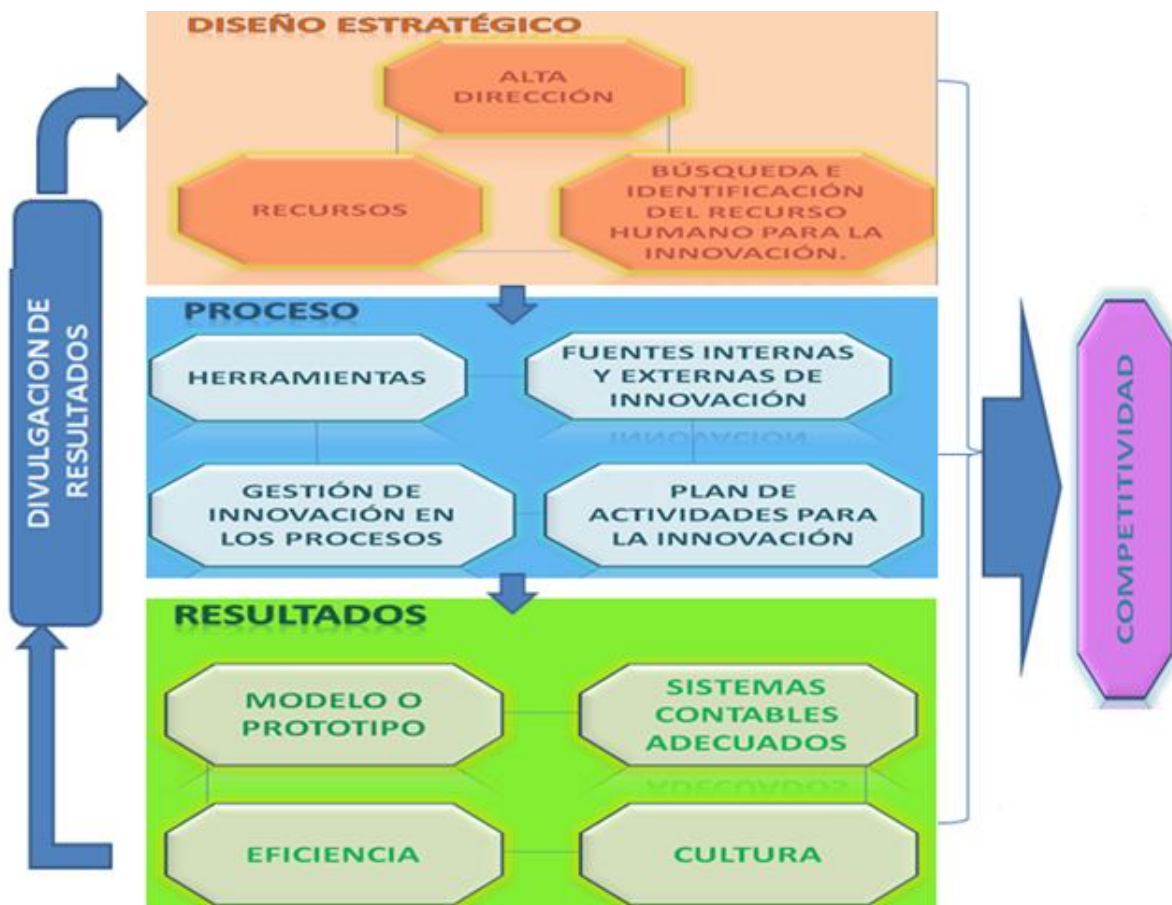 DISEÑO ESTRATÉGICO
ALTA
DIRECCIÓN
RECURSOS
BÚSQUEDA E
IDENTIFICACIÓN
DEL RECURSO
HUMANO PARA LA
INNOVACIÓN.
DIVULGACION DE
RESULTADOS
PROCESO
HERRAMIENTAS
FUENTES INTERNAS
Y EXTERNAS DE
INNOVACIÓN
GESTIÓN DE
INNOVACIÓN EN
LOS PROCESOS
PLAN DE
ACTIVIDADES PARA
LA INNOVACIÓN
RESULTADOS
MODELO O
PROTOTIPO
SISTEMAS
CONTABLES
ADECUADOS
EFICIENCIA
CULTURA
COMPETITIVIDAD